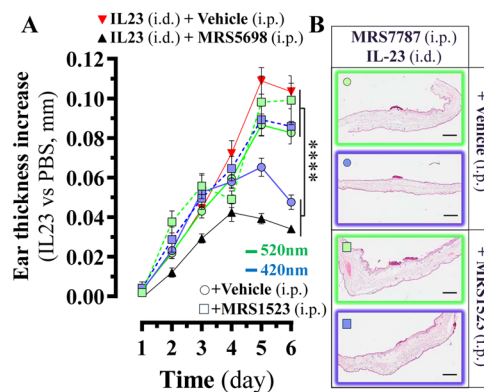 A
IL23 (i.d.) + Vehicle (i.p.)
IL23 (i.d.) + MRS5698 (i.p.)
Ear thickness increase
(IL23 vs PBS, mm)
0.12
0.10
0.08
0.06
0.04
0.02
0.00
****
520nm
420nm
+Vehicle (i.p.)
+MRS1523 (i.p.)
1 2 3 4 5 6
Time (day)
B
MRS7787 (i.p.)
IL-23 (i.d.)
+ Vehicle (i.p.)
+ MRS1523 (i.p.)